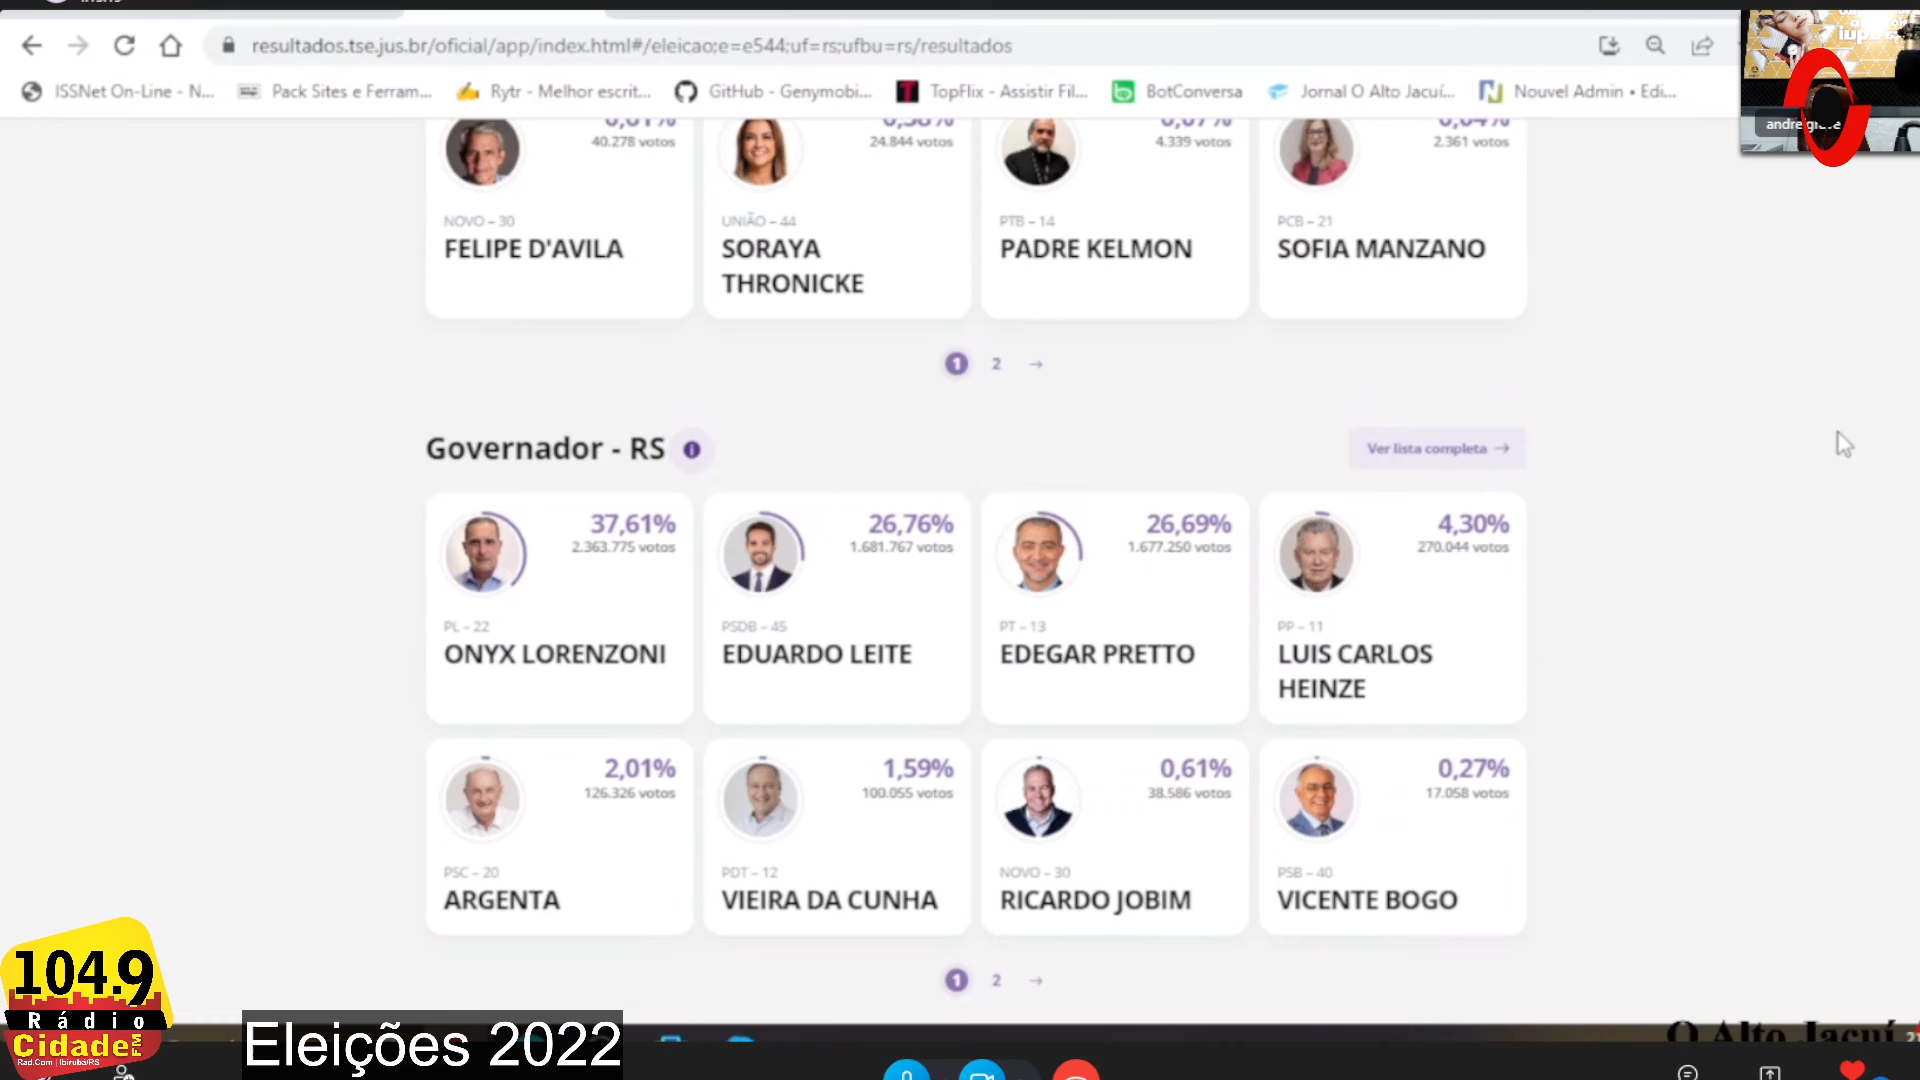 resultados.tse.jus.br/oficial/app/index.html#/eleicao;e=e544;uf=rs;ufbu=rs/resultados
ISSNet On-Line - N... Pack Sites e Ferram... Rytr - Melhor escrit... GitHub - Genymobi... TopFlix - Assistir Fil... BotConversa Jornal O Alto Jacuí... Nouvel Admin • Edi...
40.278 votos 24.844 votos 4.339 votos 2.361 votos
NOVO – 30 UNIÃO – 44 PTB – 14 PCB – 21
FELIPE D'AVILA SORAYA THRONICKE PADRE KELMON SOFIA MANZANO
1 2 →
Governador - RS
Ver lista completa →
37,61% 26,76% 26,69% 4,30%
2.363.775 votos 1.681.767 votos 1.677.250 votos 270.044 votos
PL – 22 PSDB – 45 PT – 13 PP – 11
ONYX LORENZONI EDUARDO LEITE EDEGAR PRETTO LUIS CARLOS HEINZE
2,01% 1,59% 0,61% 0,27%
126.326 votos 100.055 votos 38.586 votos 17.058 votos
PSC – 20 PDT – 12 NOVO – 30 PSB – 40
ARGENTA VIEIRA DA CUNHA RICARDO JOBIM VICENTE BOGO
1 2 →
104.9
Rádio
Cidade FM
Rad.Com | Ibirubá/RS
Eleições 2022
O Alto Jacuí